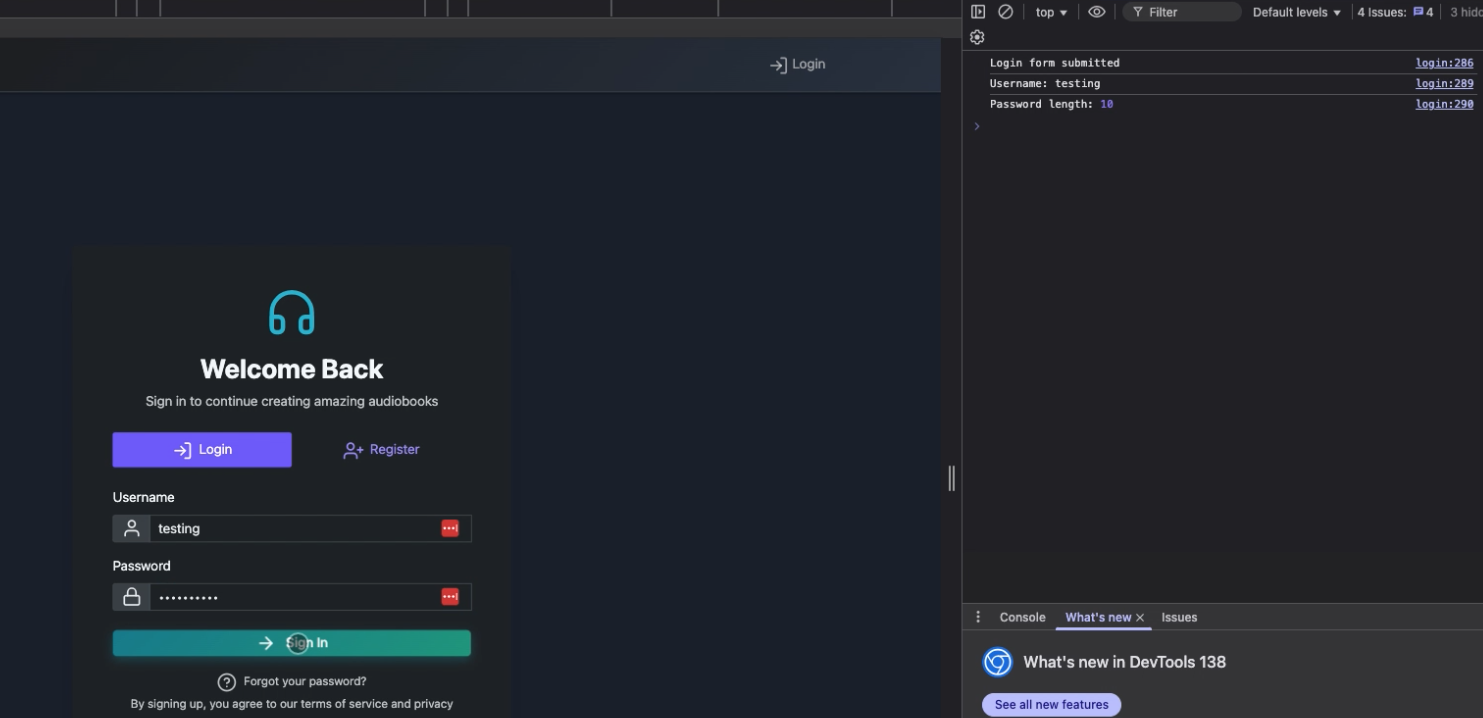 top
Filter
Default levels
4 Issues:
4
Login
Login form submitted
login:286
Username: testing
login:289
Password length: 10
login:290
Welcome Back
Sign in to continue creating amazing audiobooks
Login
Register
Username
testing
Password
Sign In
Forgot your password?
By signing up, you agree to our terms of service and privacy
Console
What's new
Issues
What's new in DevTools 138
See all new features